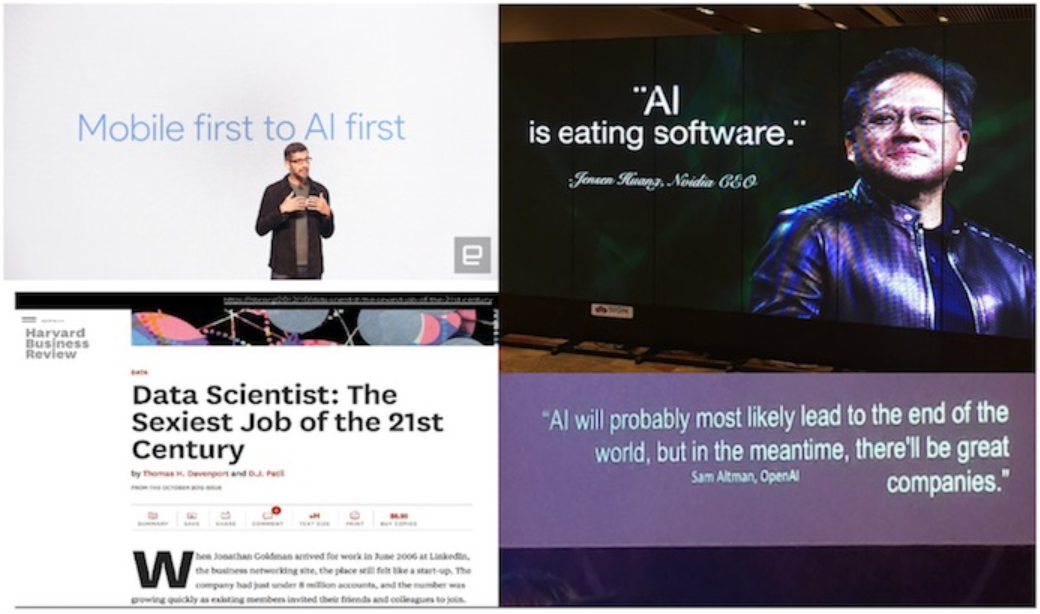 Mobile first to AI first
e
"AI
is eating software."
-Jensen Huang, Nvidia CEO
Harvard
Business
Review
DATA
Data Scientist: The
Sexiest Job of the 21st
Century
by Thomas H. Davenport and D.J. Patil
FROM THE OCTOBER 2012 ISSUE
SUMMARY SAVE SHARE COMMENT TEXT SIZE PRINT $8.95 BUY COPIES
When Jonathan Goldman arrived for work in June 2006 at LinkedIn,
the business networking site, the place still felt like a start-up. The
company had just under 8 million accounts, and the number was
growing quickly as existing members invited their friends and colleagues to join.
"AI will probably most likely lead to the end of the
world, but in the meantime, there'll be great
companies."
Sam Altman, OpenAI